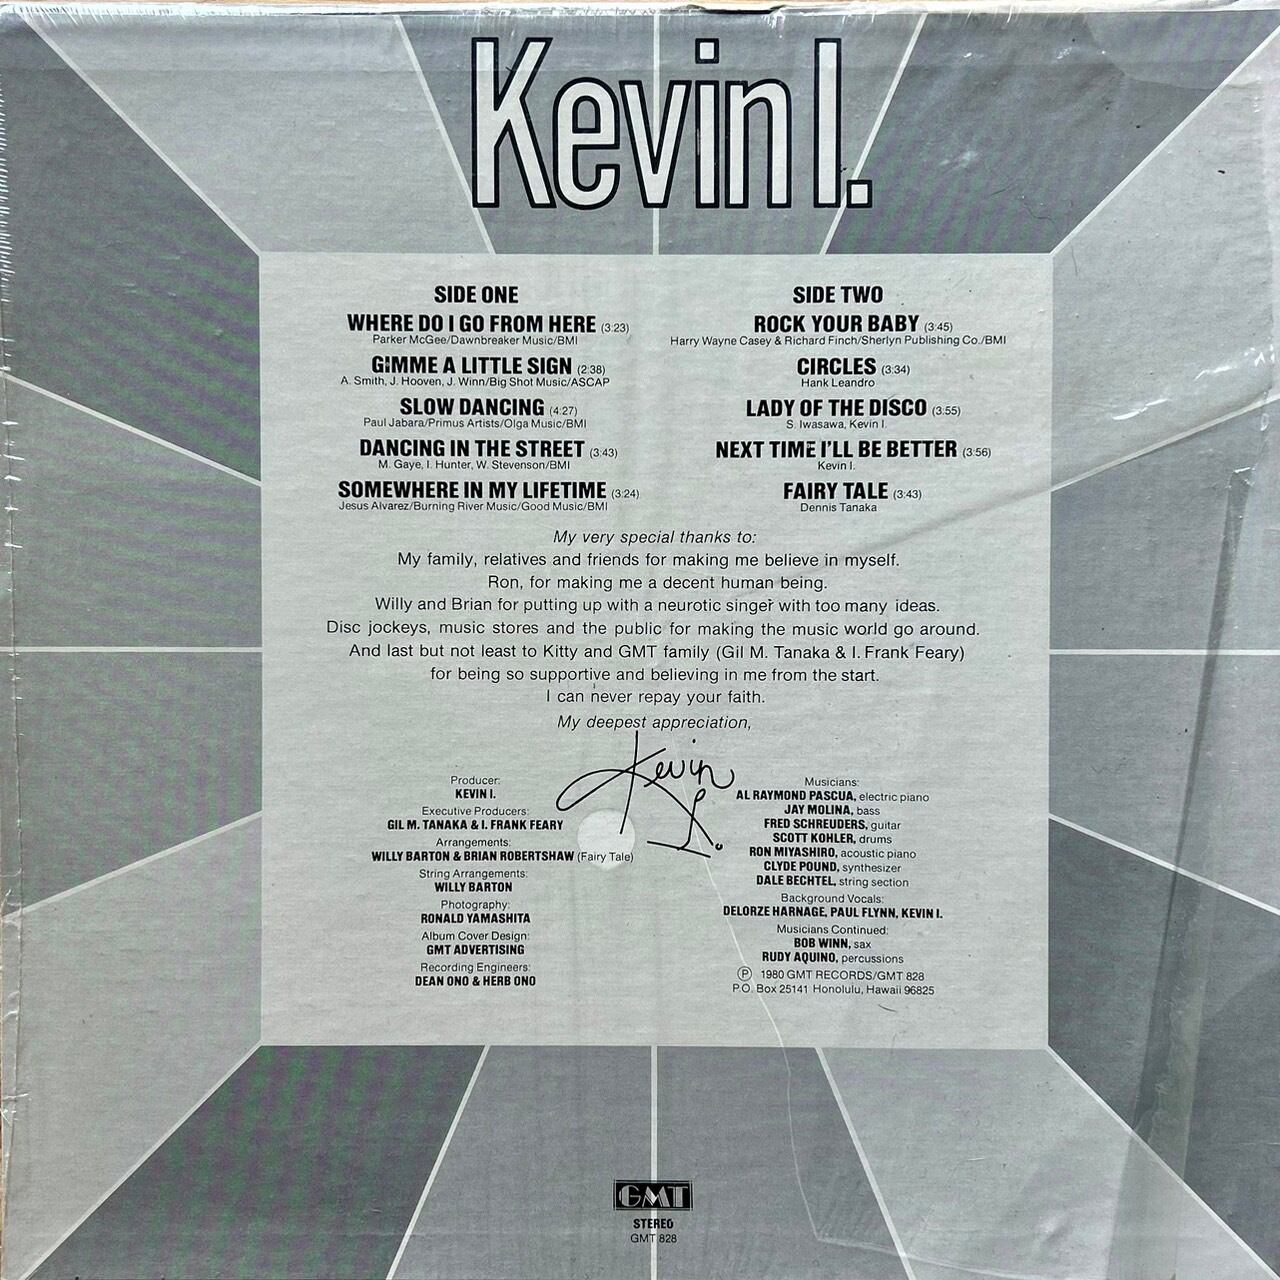 Kevin I.
SIDE ONE
WHERE DO I GO FROM HERE (3:23)
Parker McGee/Dawnbreaker Music/BMI
GIMME A LITTLE SIGN (2:38)
A. Smith, J. Hooven, J. Winn/Big Shot Music/ASCAP
SLOW DANCING (4:27)
Paul Jabara/Primus Artists/Olga Music/BMI
DANCING IN THE STREET (3:43)
M. Gaye, I. Hunter, W. Stevenson/BMI
SOMEWHERE IN MY LIFETIME (3:24)
Jesus Alvarez/Burning River Music/Good Music/BMI
SIDE TWO
ROCK YOUR BABY (3:45)
Harry Wayne Casey & Richard Finch/Sherlyn Publishing Co./BMI
CIRCLES (3:34)
Hank Leandro
LADY OF THE DISCO (3:55)
S. Iwasawa, Kevin I.
NEXT TIME I'LL BE BETTER (3:56)
Kevin I.
FAIRY TALE (3:43)
Dennis Tanaka
My very special thanks to:
My family, relatives and friends for making me believe in myself.
Ron, for making me a decent human being.
Willy and Brian for putting up with a neurotic singer with too many ideas.
Disc jockeys, music stores and the public for making the music world go around.
And last but not least to Kitty and GMT family (Gil M. Tanaka & I. Frank Feary)
for being so supportive and believing in me from the start.
I can never repay your faith.
My deepest appreciation,
Kevin
I.
Producer:
KEVIN I.
Executive Producers:
GIL M. TANAKA & I. FRANK FEARY
Arrangements:
WILLY BARTON & BRIAN ROBERTSHAW (Fairy Tale)
String Arrangements:
WILLY BARTON
Photography:
RONALD YAMASHITA
Album Cover Design:
GMT ADVERTISING
Recording Engineers:
DEAN ONO & HERB ONO
Musicians:
AL RAYMOND PASCUA, electric piano
JAY MOLINA, bass
FRED SCHREUDERS, guitar
SCOTT KOHLER, drums
RON MIYASHIRO, acoustic piano
CLYDE POUND, synthesizer
DALE BECHTEL, string section
Background Vocals:
DELORZE HARNAGE, PAUL FLYNN, KEVIN I.
Musicians Continued:
BOB WINN, sax
RUDY AQUINO, percussions
Ⓟ 1980 GMT RECORDS/GMT 828
P.O. Box 25141 Honolulu, Hawaii 96825
GMT
STEREO
GMT 828